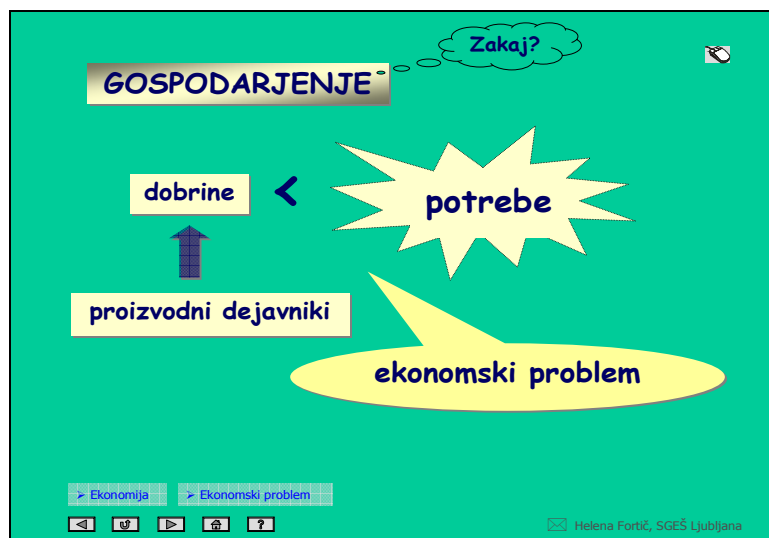 Zakaj?
GOSPODARJENJE
dobrine < potrebe
proizvodni dejavniki
ekonomski problem
➢ Ekonomija ➢ Ekonomski problem
?
Helena Fortič, SGEŠ Ljubljana